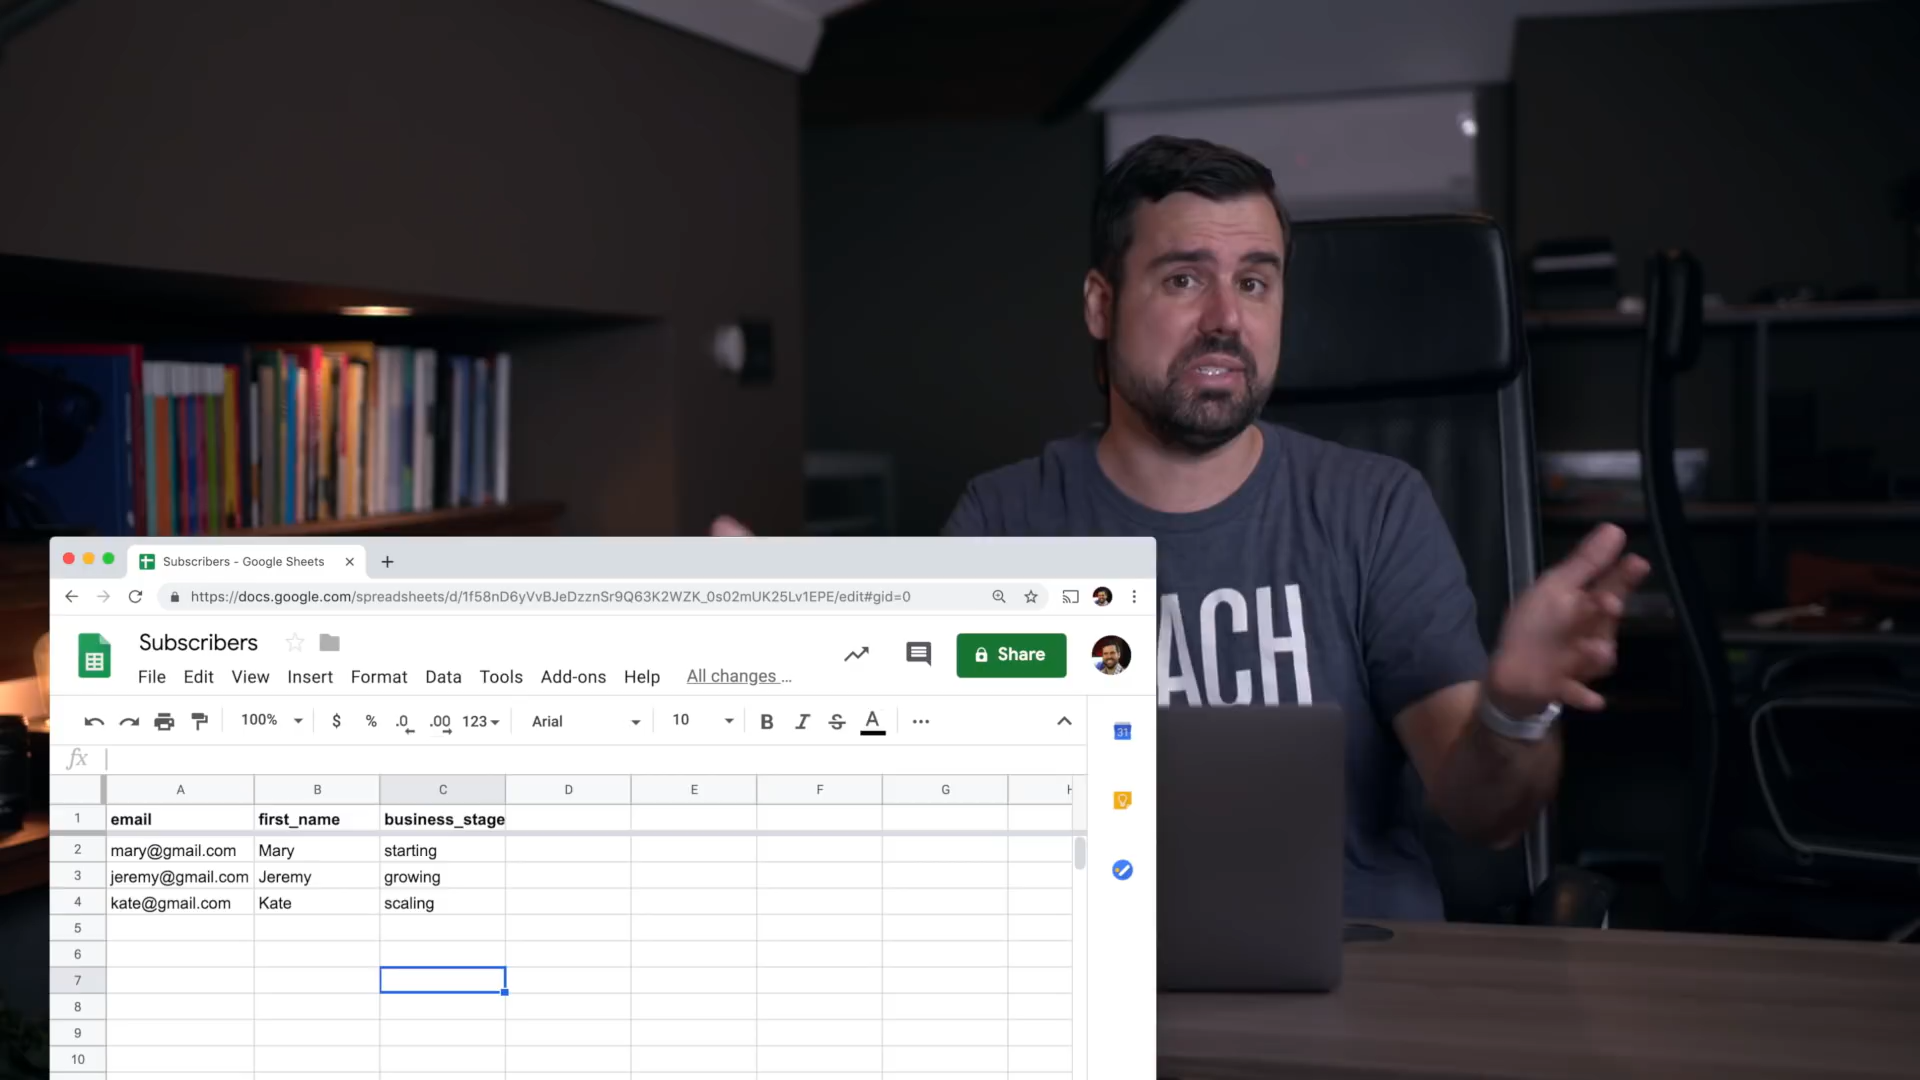 Subscribers - Google Sheets
https://docs.google.com/spreadsheets/d/1f58nD6yVvBJeDzznSr9Q63K2WZK_0s02mUK25Lv1EPE/edit#gid=0
Subscribers
Share
File Edit View Insert Format Data Tools Add-ons Help All changes ...
100% $ % .0 .00 123 Arial 10 B I S A ...
31
fx
A B C D E F G H
1 email first_name business_stage
2 mary@gmail.com Mary starting
3 jeremy@gmail.com Jeremy growing
4 kate@gmail.com Kate scaling
5
6
7
8
9
10
ACH